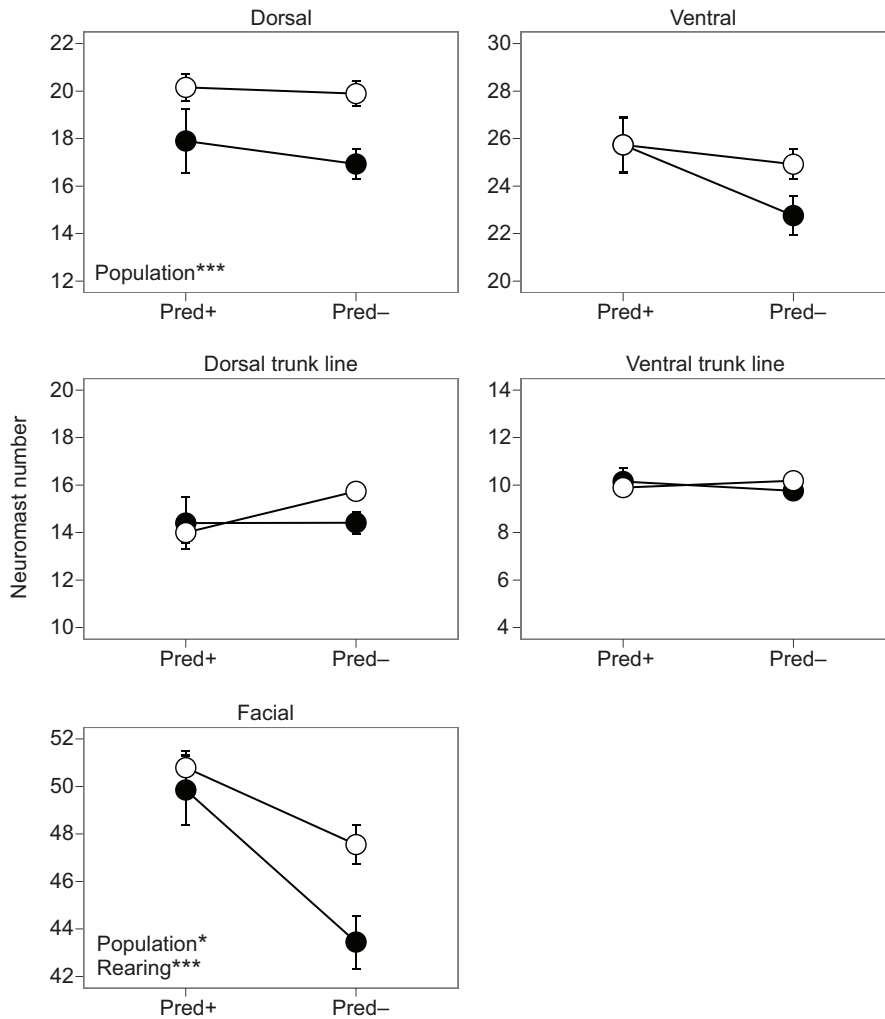 Dorsal
22
20
18
16
14
12
Population***
Pred+ Pred–
Ventral
30
28
26
24
22
20
Pred+ Pred–
Neuromast number
Dorsal trunk line
20
18
16
14
12
10
Pred+ Pred–
Ventral trunk line
14
12
10
8
6
4
Pred+ Pred–
Facial
52
50
48
46
44
42
Population*
Rearing***
Pred+ Pred–